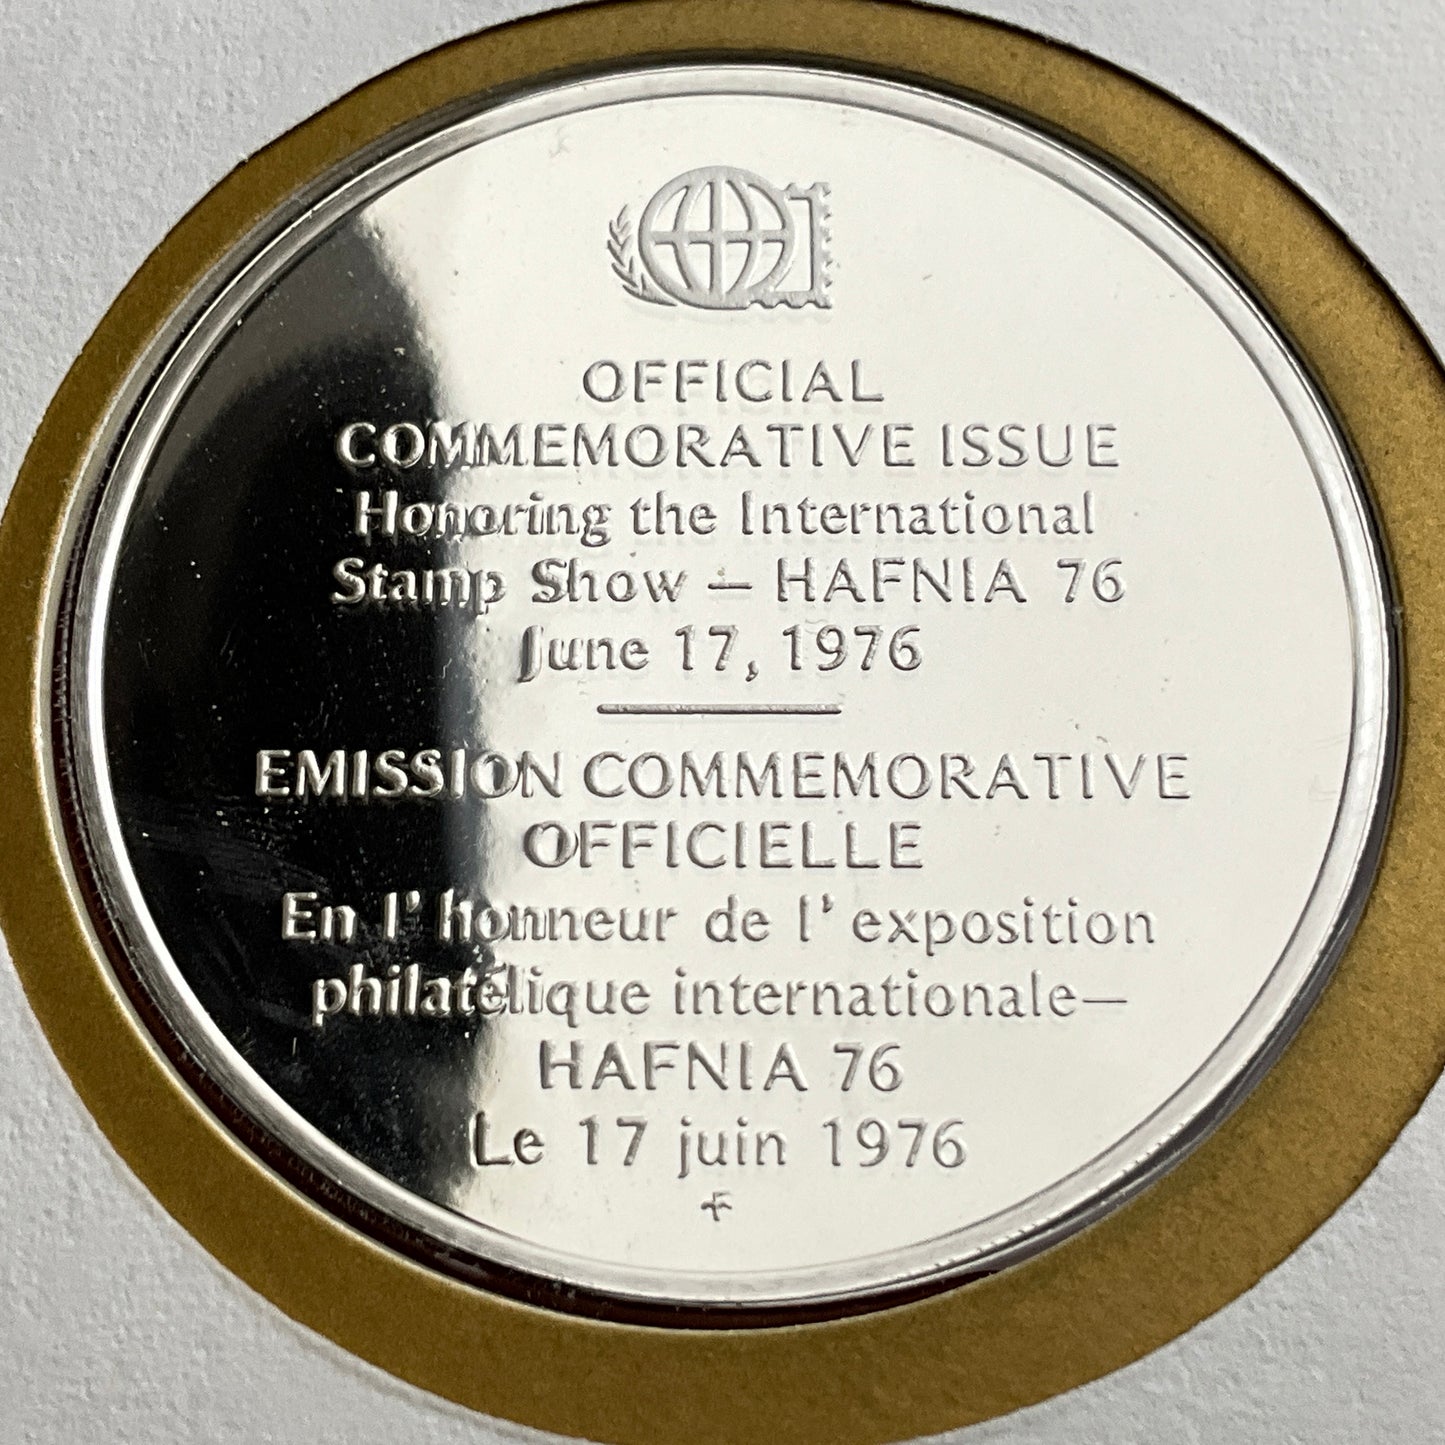 OFFICIAL
COMMEMORATIVE ISSUE
Honoring the International
Stamp Show – HAFNIA 76
June 17, 1976
EMISSION COMMEMORATIVE
OFFICIELLE
En l' honneur de l' exposition
philatélique internationale—
HAFNIA 76
Le 17 juin 1976
F